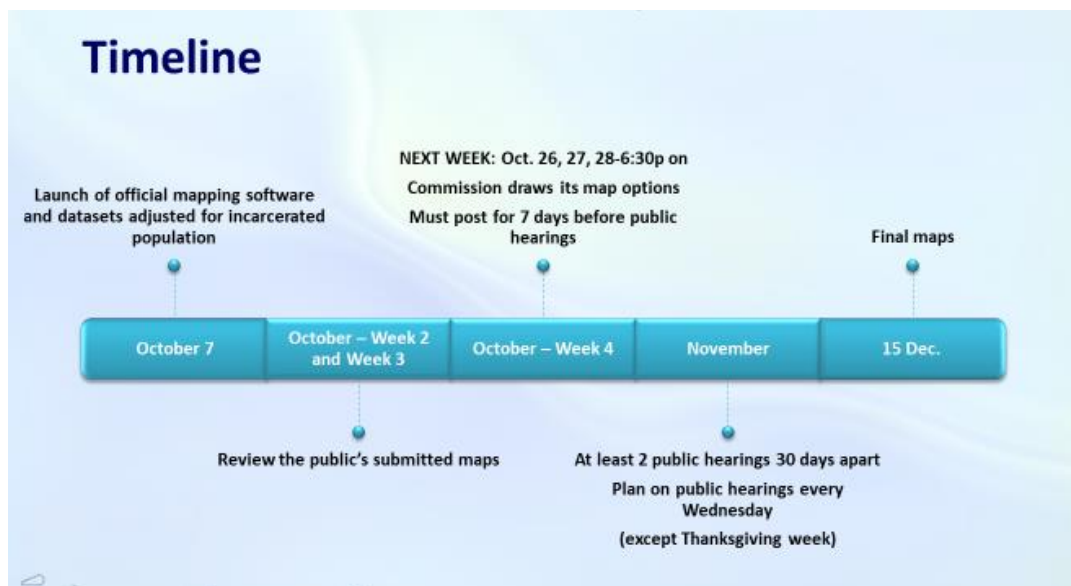 Timeline
NEXT WEEK: Oct. 26, 27, 28-6:30p on
Commission draws its map options
Must post for 7 days before public
hearings
Launch of official mapping software
and datasets adjusted for incarcerated
population
Final maps
October 7
October – Week 2
and Week 3
October – Week 4
November
15 Dec.
Review the public's submitted maps
At least 2 public hearings 30 days apart
Plan on public hearings every
Wednesday
(except Thanksgiving week)